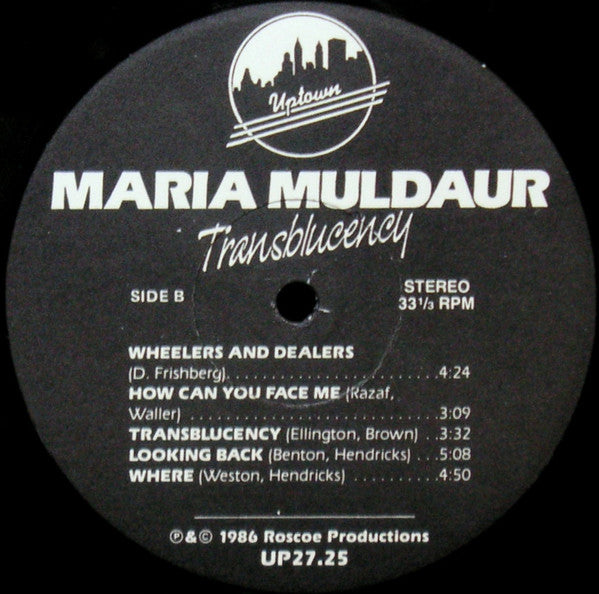 Uptown
MARIA MULDAUR
Transblucency
SIDE B
STEREO
33 1/3 RPM
WHEELERS AND DEALERS
(D. Frishberg)..........................4:24
HOW CAN YOU FACE ME (Razaf,
Waller) ..............................3:09
TRANSBLUCENCY (Ellington, Brown) ..3:32
LOOKING BACK (Benton, Hendricks) ...5:08
WHERE (Weston, Hendricks) ..........4:50
℗&© 1986 Roscoe Productions
UP27.25